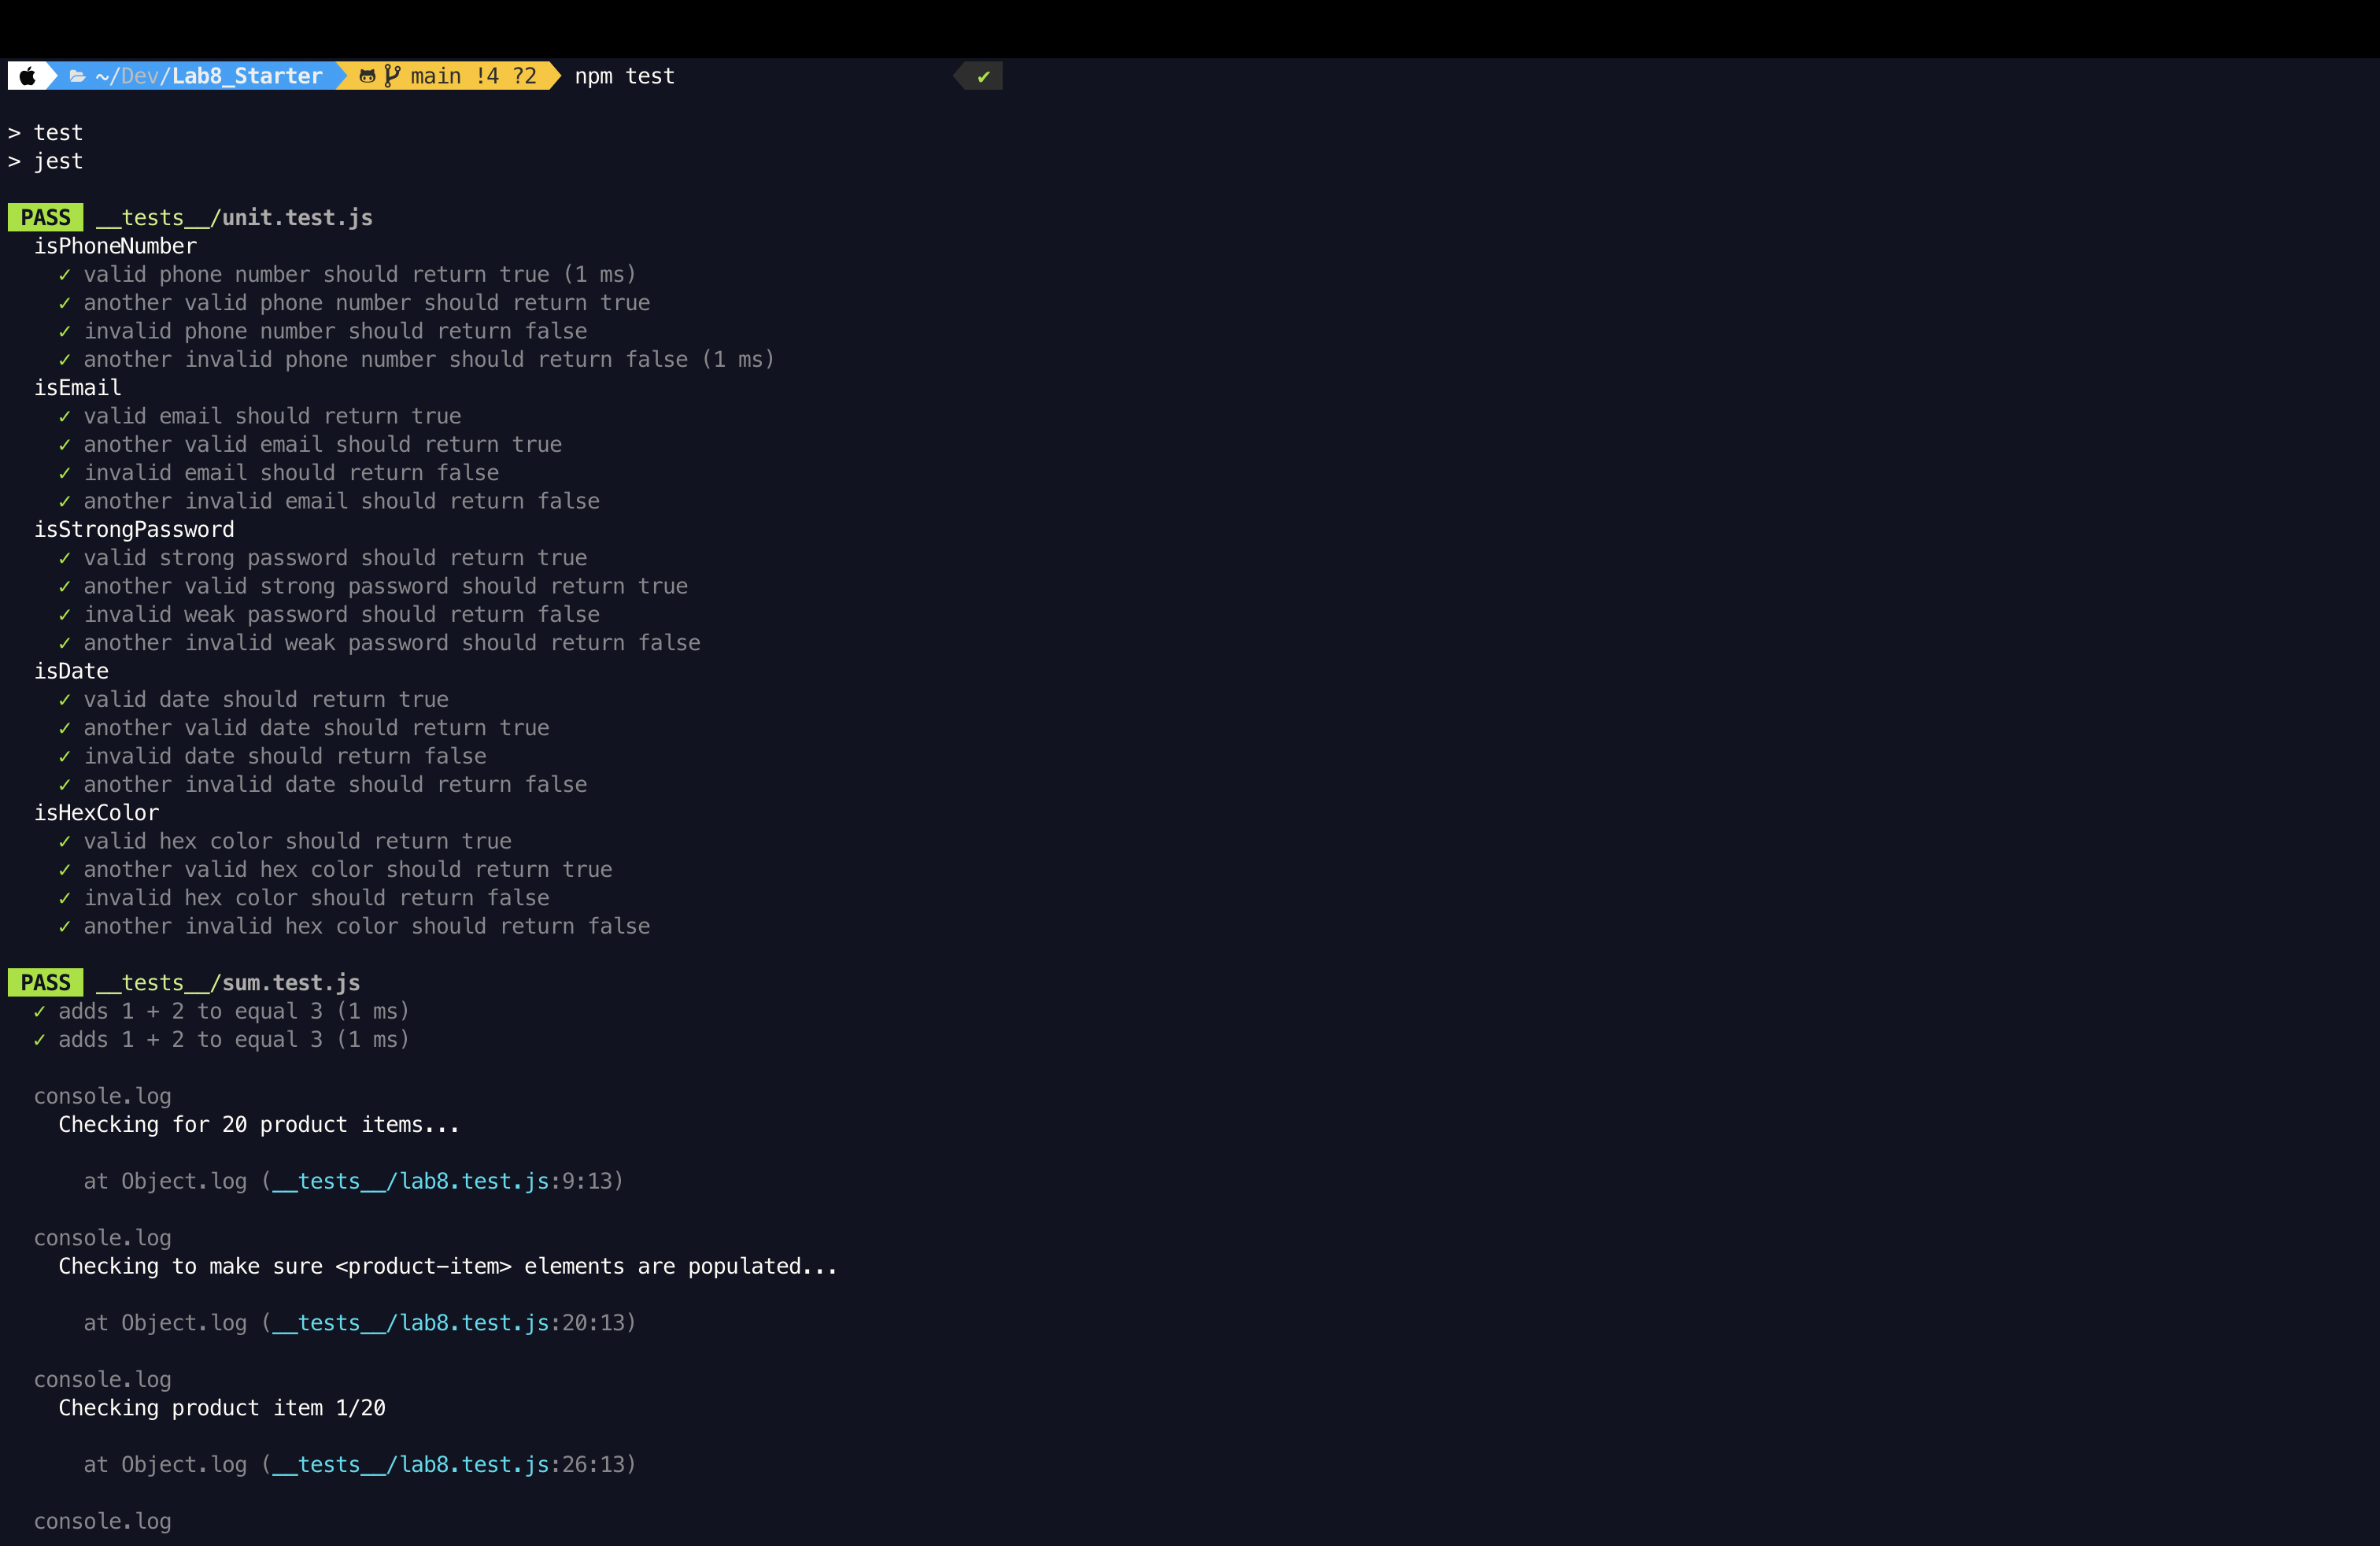 ~/Dev/Lab8_Starter main !4 ?2 npm test ✔
> test
> jest
PASS __tests__/unit.test.js
isPhoneNumber
✓ valid phone number should return true (1 ms)
✓ another valid phone number should return true
✓ invalid phone number should return false
✓ another invalid phone number should return false (1 ms)
isEmail
✓ valid email should return true
✓ another valid email should return true
✓ invalid email should return false
✓ another invalid email should return false
isStrongPassword
✓ valid strong password should return true
✓ another valid strong password should return true
✓ invalid weak password should return false
✓ another invalid weak password should return false
isDate
✓ valid date should return true
✓ another valid date should return true
✓ invalid date should return false
✓ another invalid date should return false
isHexColor
✓ valid hex color should return true
✓ another valid hex color should return true
✓ invalid hex color should return false
✓ another invalid hex color should return false
PASS __tests__/sum.test.js
✓ adds 1 + 2 to equal 3 (1 ms)
✓ adds 1 + 2 to equal 3 (1 ms)
console.log
Checking for 20 product items...
at Object.log (__tests__/lab8.test.js:9:13)
console.log
Checking to make sure <product-item> elements are populated...
at Object.log (__tests__/lab8.test.js:20:13)
console.log
Checking product item 1/20
at Object.log (__tests__/lab8.test.js:26:13)
console.log